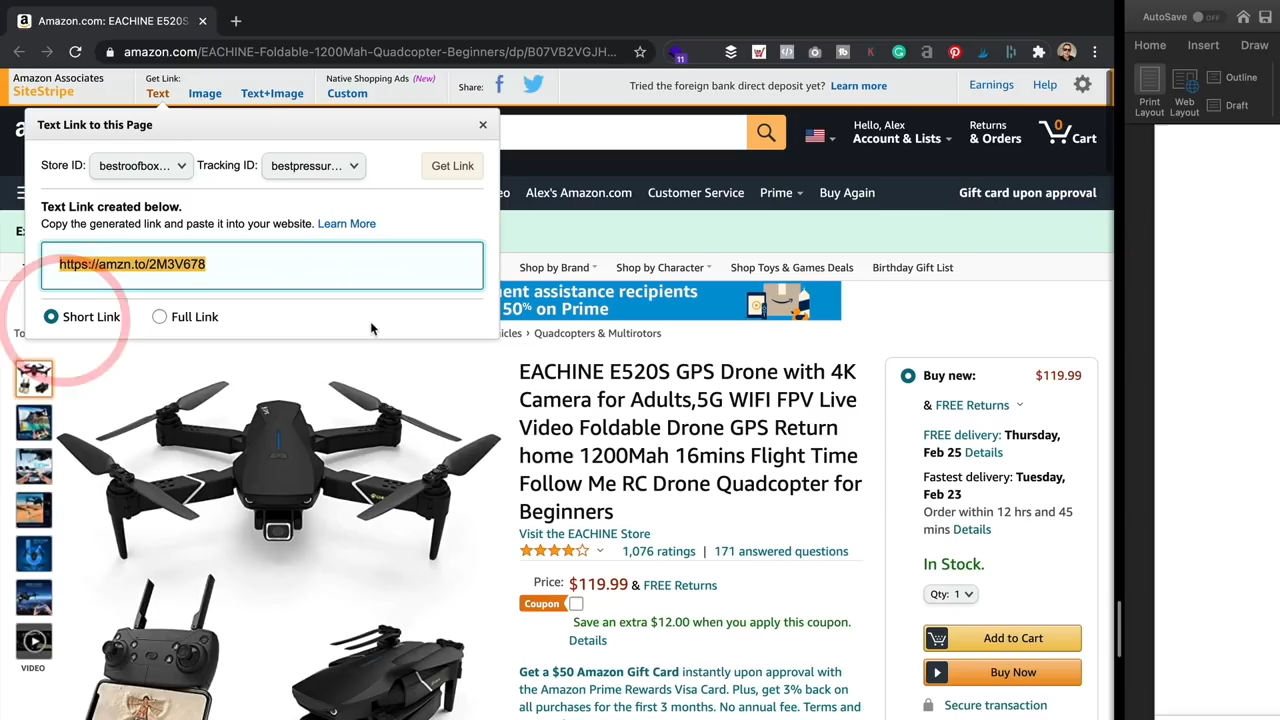 Amazon.com: EACHINE E520S
AutoSave OFF
amazon.com/EACHINE-Foldable-1200Mah-Quadcopter-Beginners/dp/B07VB2VGJH...
11
Home Insert Draw
Amazon Associates
SiteStripe
Get Link:
Text Image Text+Image
Native Shopping Ads (New)
Custom
Share:
Tried the foreign bank direct deposit yet? Learn more
Earnings Help
Print
Layout
Web
Layout
Outline
Draft
Text Link to this Page
Hello, Alex
Account & Lists
Returns
& Orders
0
Cart
Store ID: bestroofbox... Tracking ID: bestpressur... Get Link
Alex's Amazon.com Customer Service Prime Buy Again Gift card upon approval
Text Link created below.
Copy the generated link and paste it into your website. Learn More
https://amzn.to/2M3V678
Short Link Full Link
Shop by Brand Shop by Character Shop Toys & Games Deals Birthday Gift List
ent assistance recipients
50% on Prime
icles › Quadcopters & Multirotors
EACHINE E520S GPS Drone with 4K
Camera for Adults,5G WIFI FPV Live
Video Foldable Drone GPS Return
home 1200Mah 16mins Flight Time
Follow Me RC Drone Quadcopter for
Beginners
Visit the EACHINE Store
1,076 ratings | 171 answered questions
Price: $119.99 & FREE Returns
Coupon
Save an extra $12.00 when you apply this coupon.
Details
Get a $50 Amazon Gift Card instantly upon approval with
the Amazon Prime Rewards Visa Card. Plus, get 3% back on
all purchases for the first 3 months. No annual fee. Terms and
VIDEO
Buy new: $119.99
& FREE Returns
FREE delivery: Thursday,
Feb 25 Details
Fastest delivery: Tuesday,
Feb 23
Order within 12 hrs and 45
mins Details
In Stock.
Qty: 1
Add to Cart
Buy Now
Secure transaction